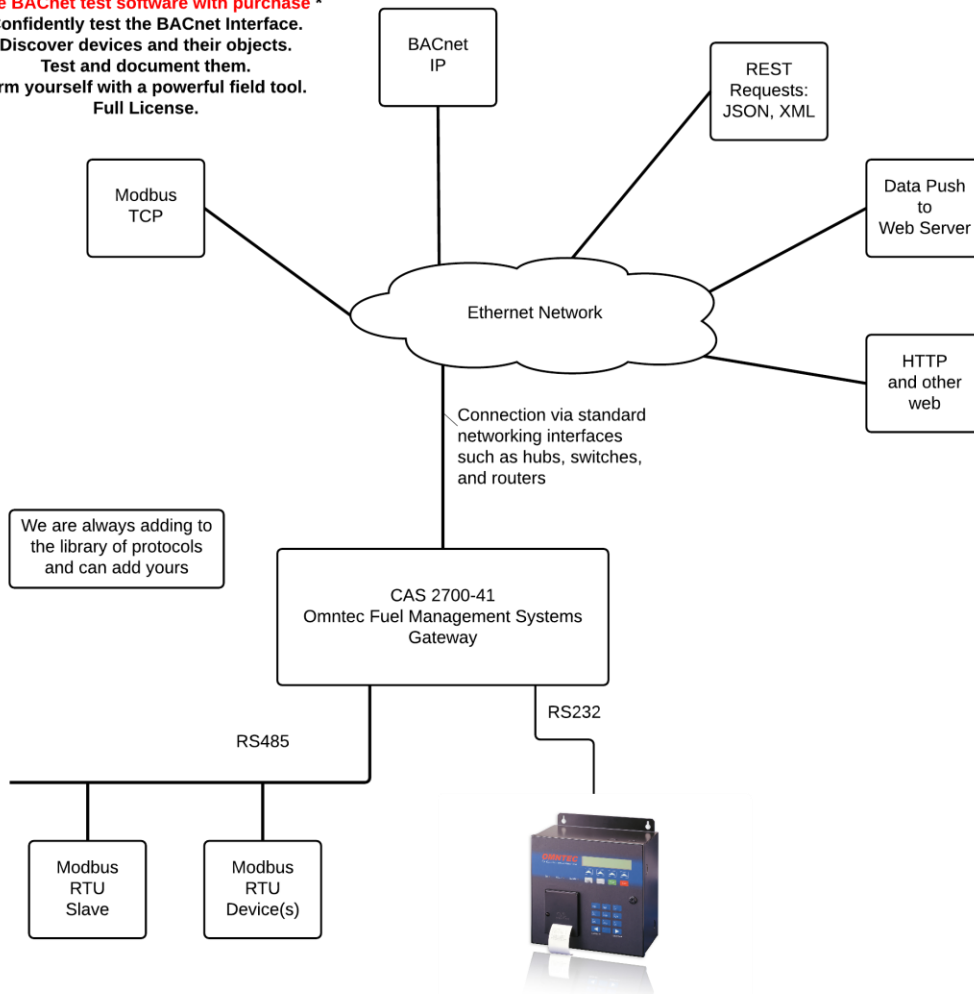 BACnet test software with purchase *
onfidently test the BACnet Interface.
Discover devices and their objects.
Test and document them.
rm yourself with a powerful field tool.
Full License.
BACnet
IP
REST
Requests:
JSON, XML
Modbus
TCP
Data Push
to
Web Server
Ethernet Network
HTTP
and other
web
Connection via standard
networking interfaces
such as hubs, switches,
and routers
We are always adding to
the library of protocols
and can add yours
CAS 2700-41
Omntec Fuel Management Systems
Gateway
RS232
RS485
OMNTEC
Modbus
RTU
Slave
Modbus
RTU
Device(s)